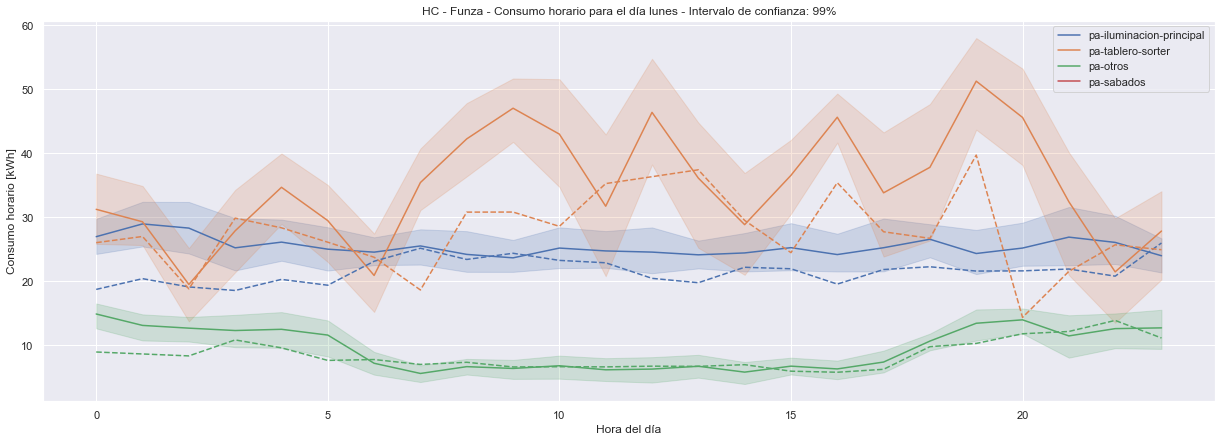 HC - Funza - Consumo horario para el día lunes - Intervalo de confianza: 99%
pa-iluminacion-principal
pa-tablero-sorter
pa-otros
pa-sabados
Consumo horario [kWh]
60
50
40
30
20
10
0 5 10 15 20
Hora del día